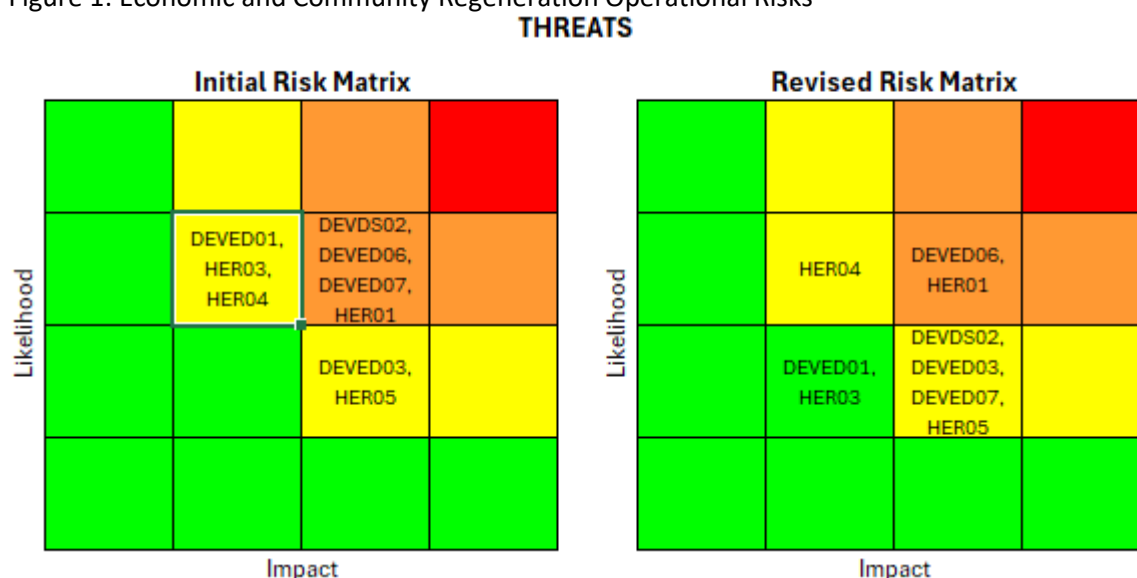 Figure 1: Economic and Community Regeneration Operational Risks
THREATS
Initial Risk Matrix
Likelihood
DEVED01,
HER03,
HER04
DEVDS02,
DEVED06,
DEVED07,
HER01
DEVED03,
HER05
Impact
Revised Risk Matrix
Likelihood
HER04
DEVED06,
HER01
DEVED01,
HER03
DEVDS02,
DEVED03,
DEVED07,
HER05
Impact